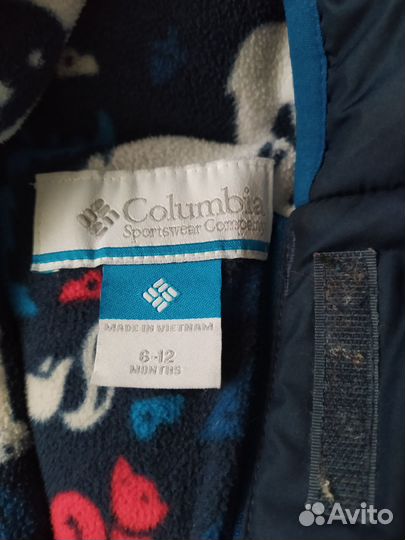 Columbia
Sportswear Company
MADE IN VIETNAM
6-12
MONTHS
Avito